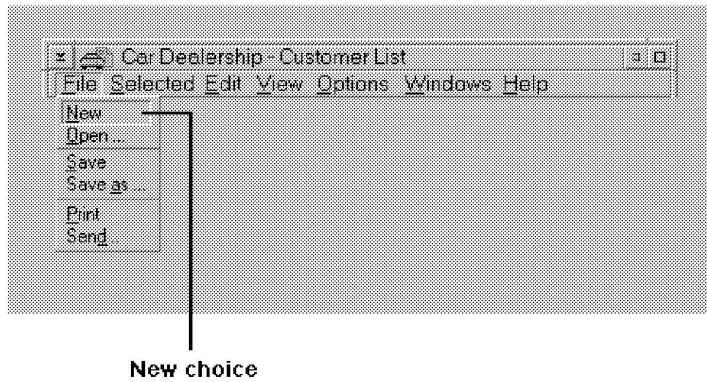 Car Dealership - Customer List
File Selected Edit View Options Windows Help
New
Open ...
Save
Save as ...
Print
Send...
New choice